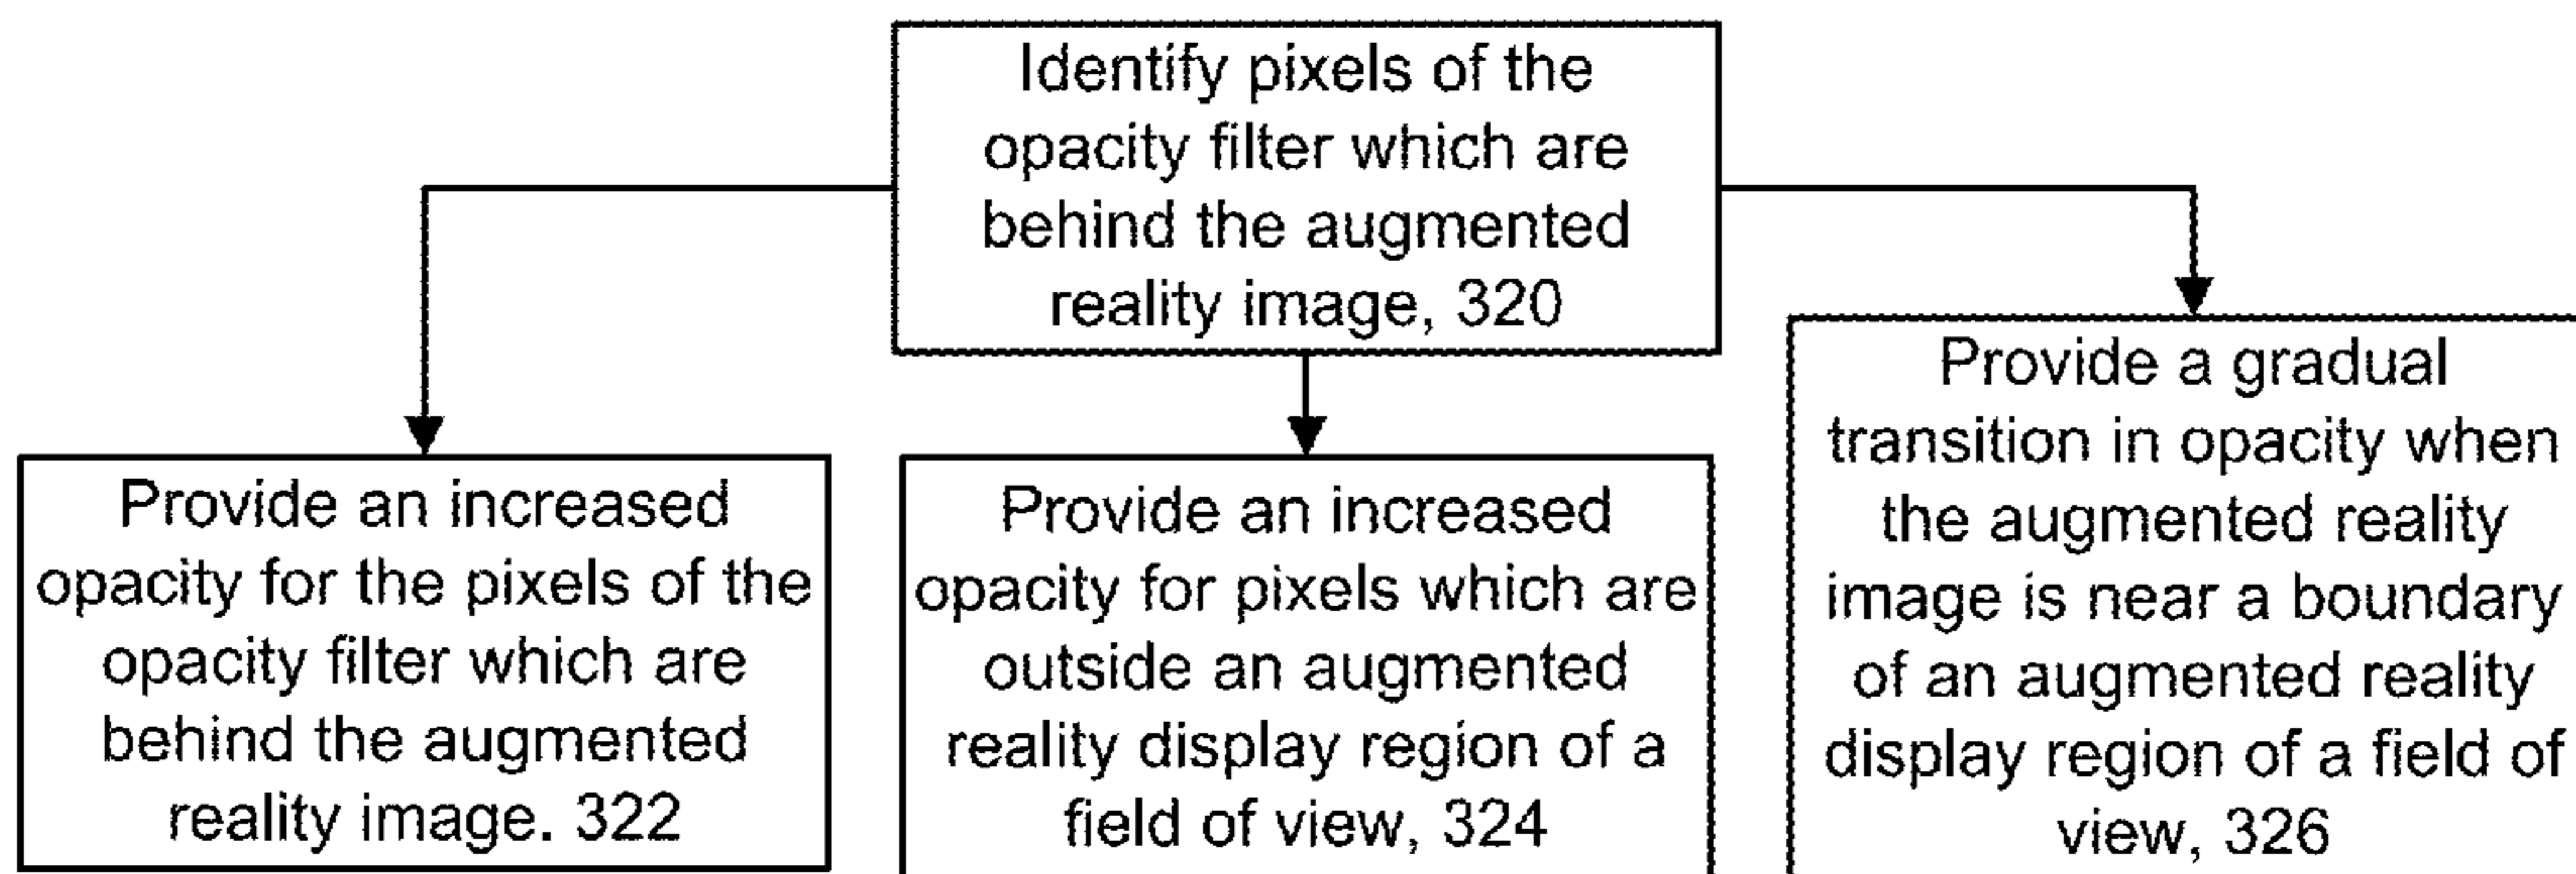 Identify pixels of the
opacity filter which are
behind the augmented
reality image, 320
Provide an increased
opacity for the pixels of the
opacity filter which are
behind the augmented
reality image. 322
Provide an increased
opacity for pixels which are
outside an augmented
reality display region of a
field of view, 324
Provide a gradual
transition in opacity when
the augmented reality
image is near a boundary
of an augmented reality
display region of a field of
view, 326